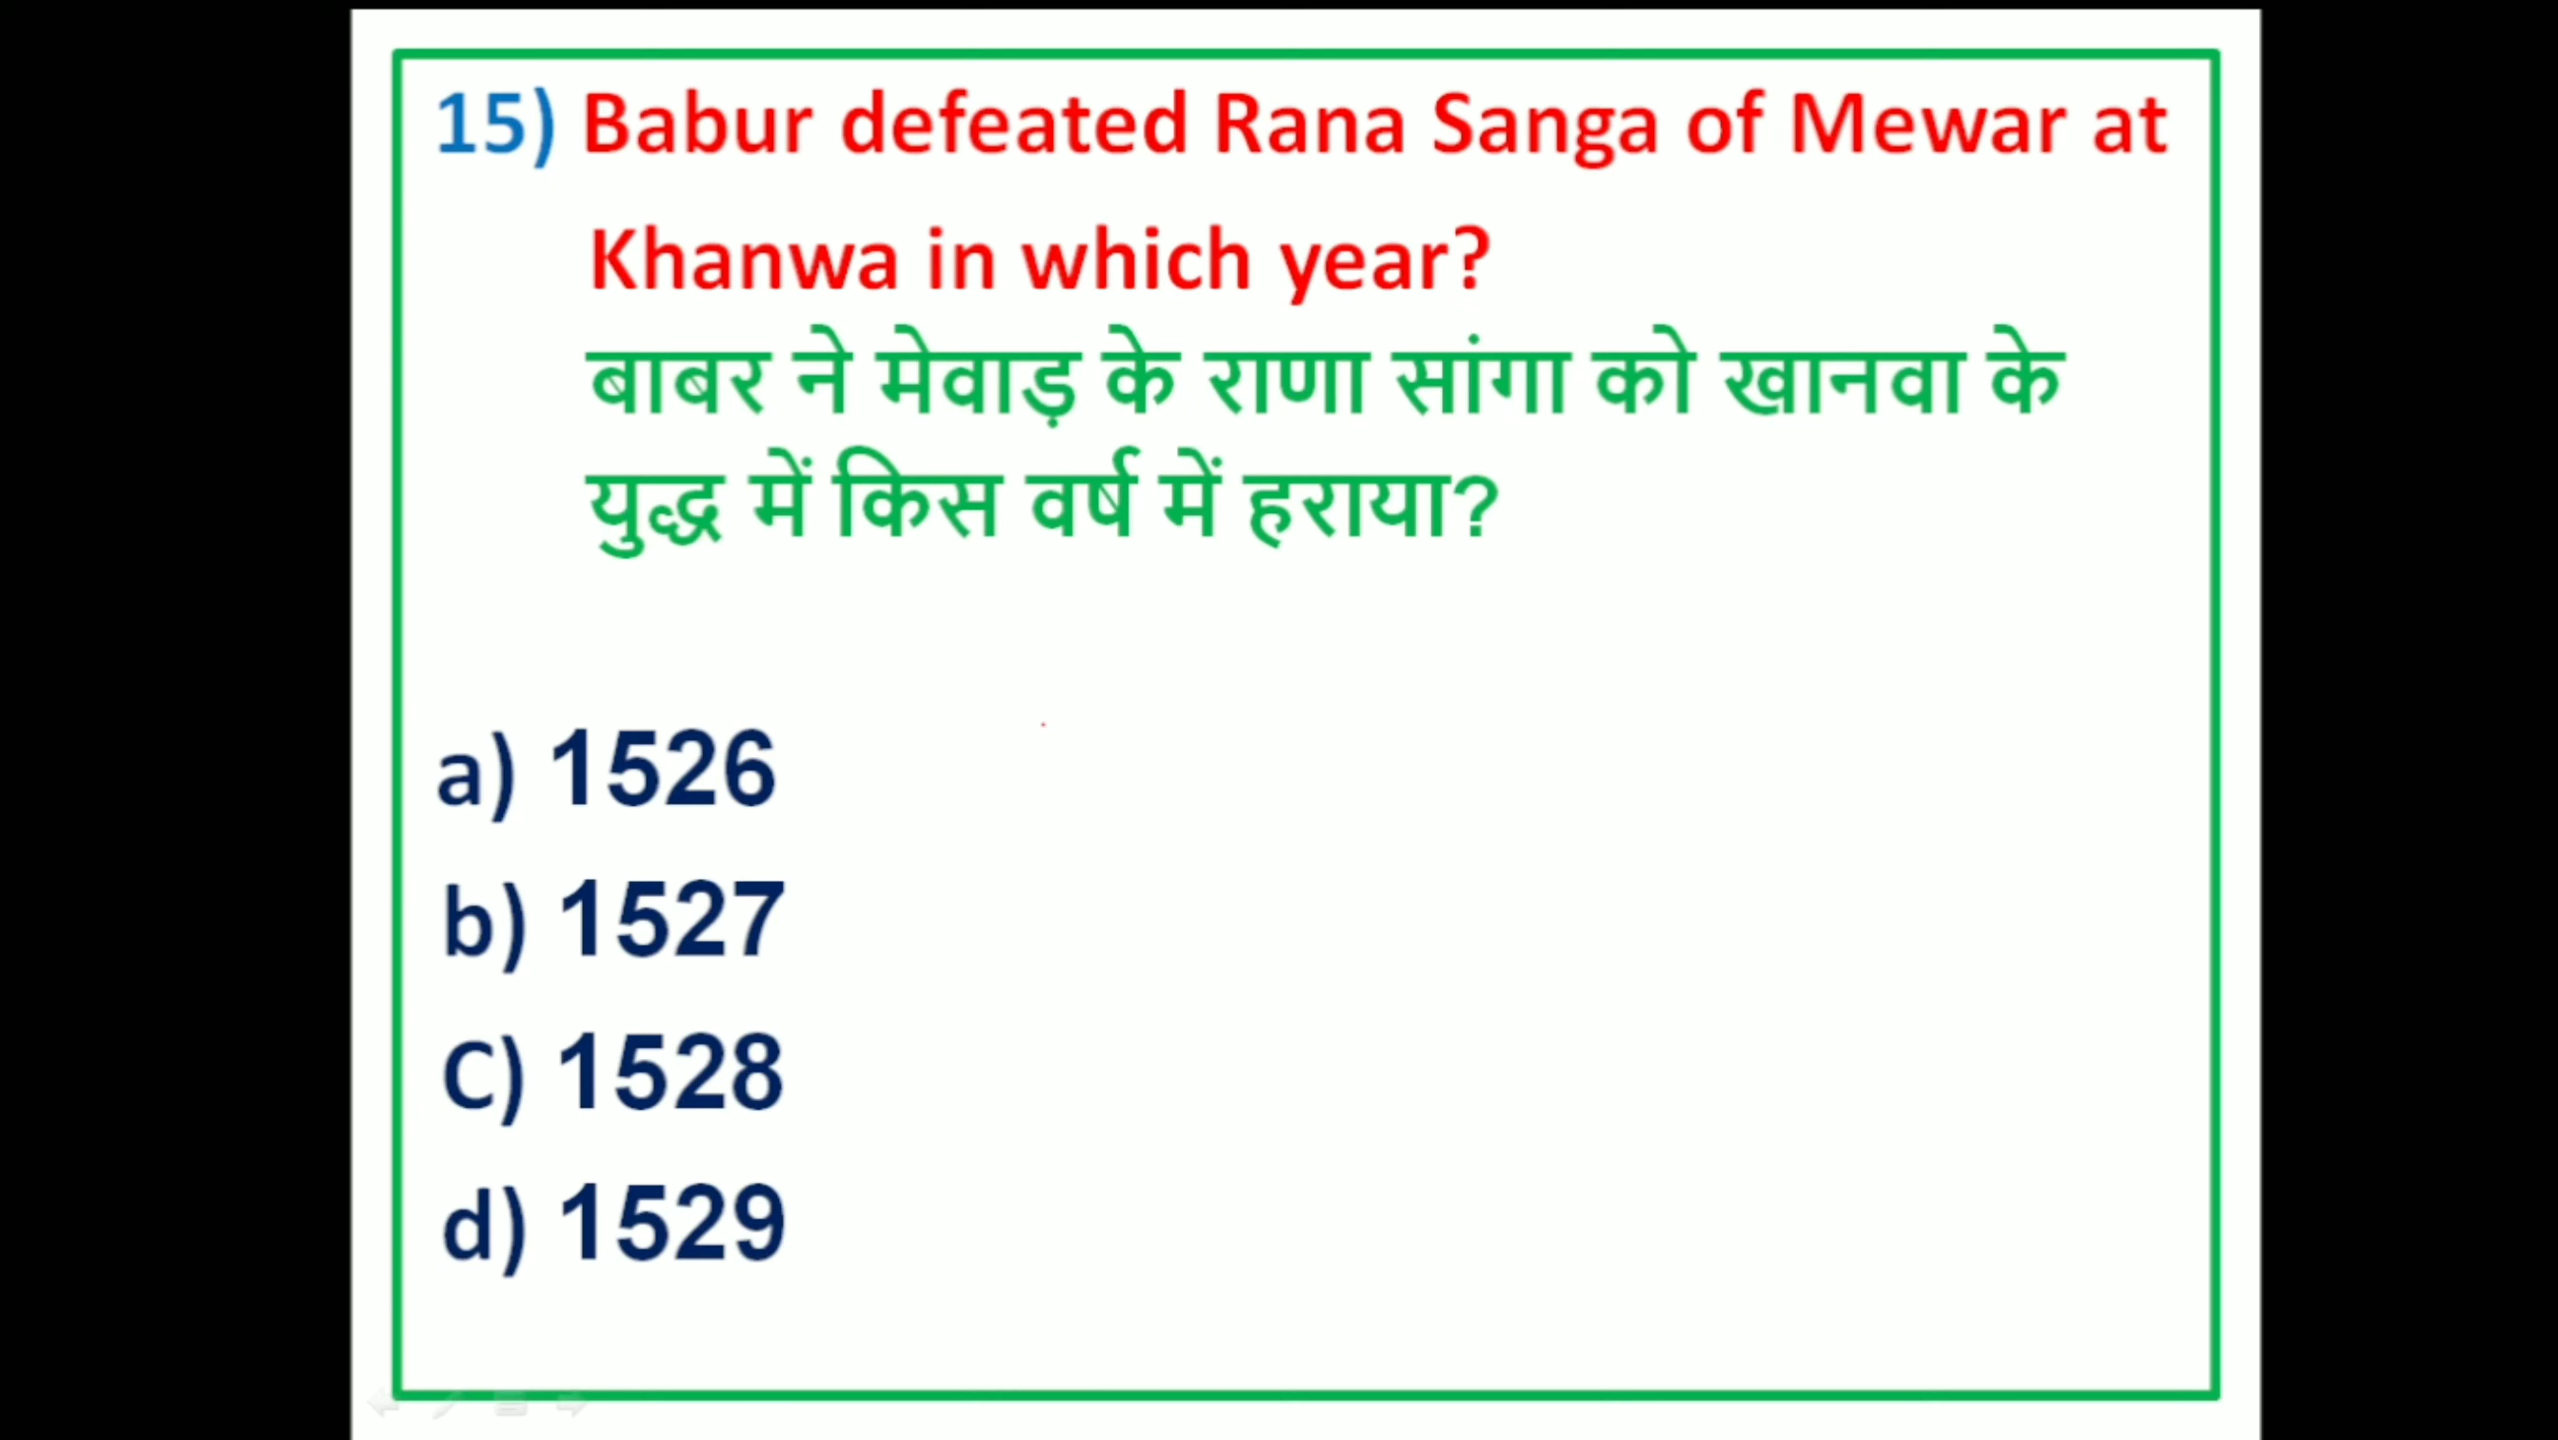 15) Babur defeated Rana Sanga of Mewar at
Khanwa in which year?
बाबर ने मेवाड़ के राणा सांगा को खानवा के
युद्ध में किस वर्ष में हराया?
a) 1526
b) 1527
C) 1528
d) 1529